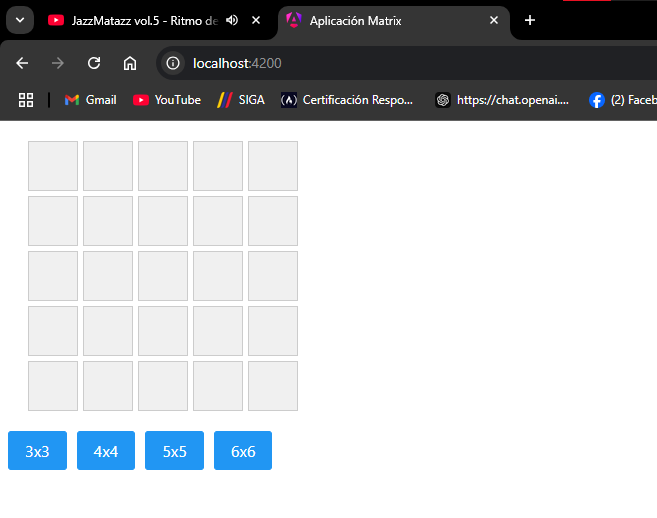 JazzMatazz vol.5 - Ritmo de
Aplicación Matrix
localhost:4200
Gmail
YouTube
SIGA
Certificación Respo...
https://chat.openai....
(2) Faceb
3x3
4x4
5x5
6x6